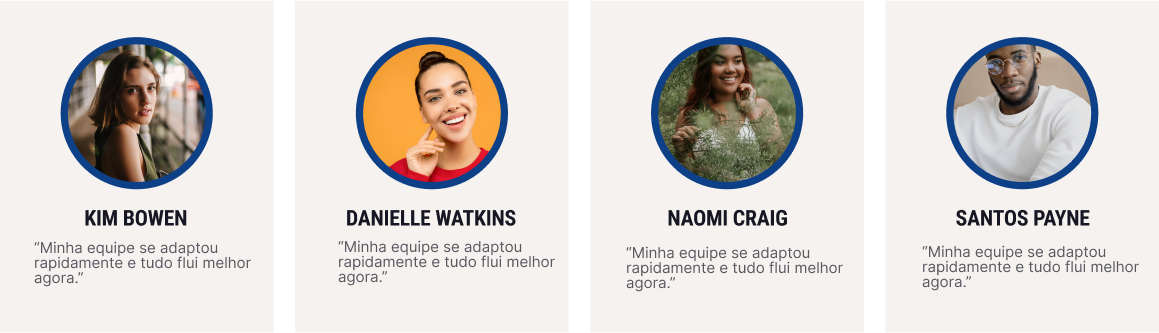 KIM BOWEN
“Minha equipe se adaptou
rapidamente e tudo flui melhor
agora.”
DANIELLE WATKINS
“Minha equipe se adaptou
rapidamente e tudo flui melhor
agora.”
NAOMI CRAIG
“Minha equipe se adaptou
rapidamente e tudo flui melhor
agora.”
SANTOS PAYNE
“Minha equipe se adaptou
rapidamente e tudo flui melhor
agora.”